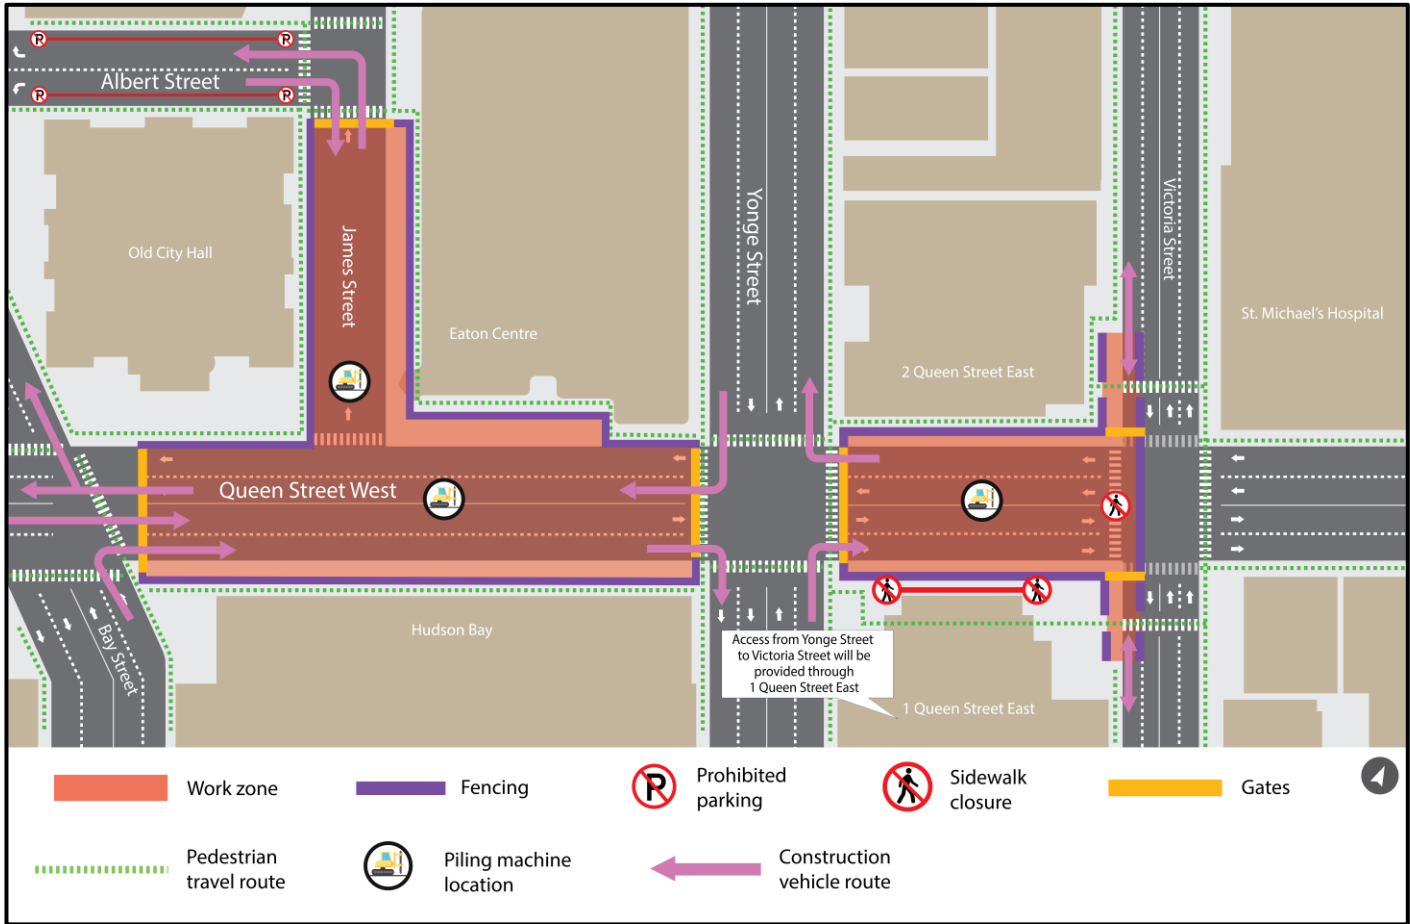 Albert Street
Old City Hall
James Street
Eaton Centre
Yonge Street
Victoria Street
St. Michael's Hospital
2 Queen Street East
Queen Street West
Bay Street
Hudson Bay
Access from Yonge Street
to Victoria Street will be
provided through
1 Queen Street East
1 Queen Street East
Work zone
Fencing
P
Prohibited
parking
Sidewalk
closure
Gates
Pedestrian
travel route
Piling machine
location
Construction
vehicle route